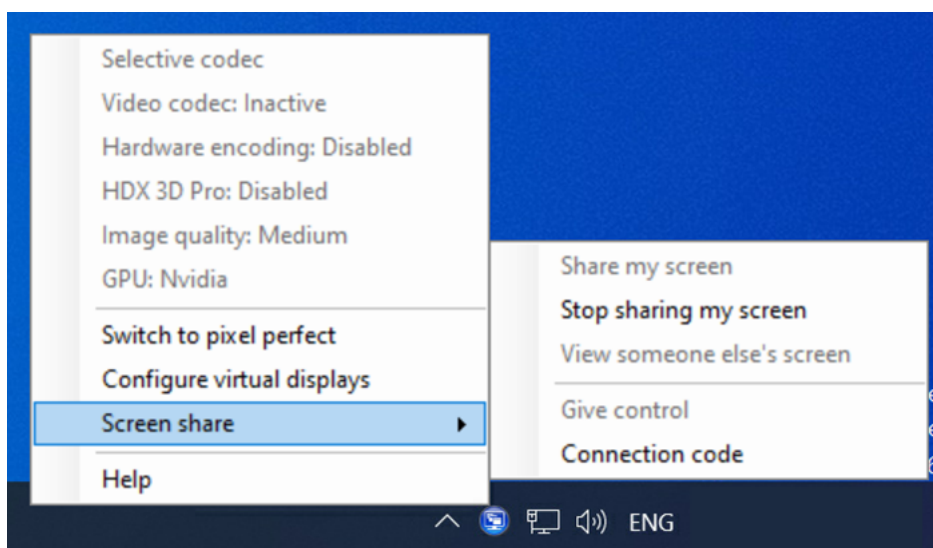 Selective codec
Video codec: Inactive
Hardware encoding: Disabled
HDX 3D Pro: Disabled
Image quality: Medium
GPU: Nvidia
Switch to pixel perfect
Configure virtual displays
Screen share
Help
Share my screen
Stop sharing my screen
View someone else's screen
Give control
Connection code
ENG